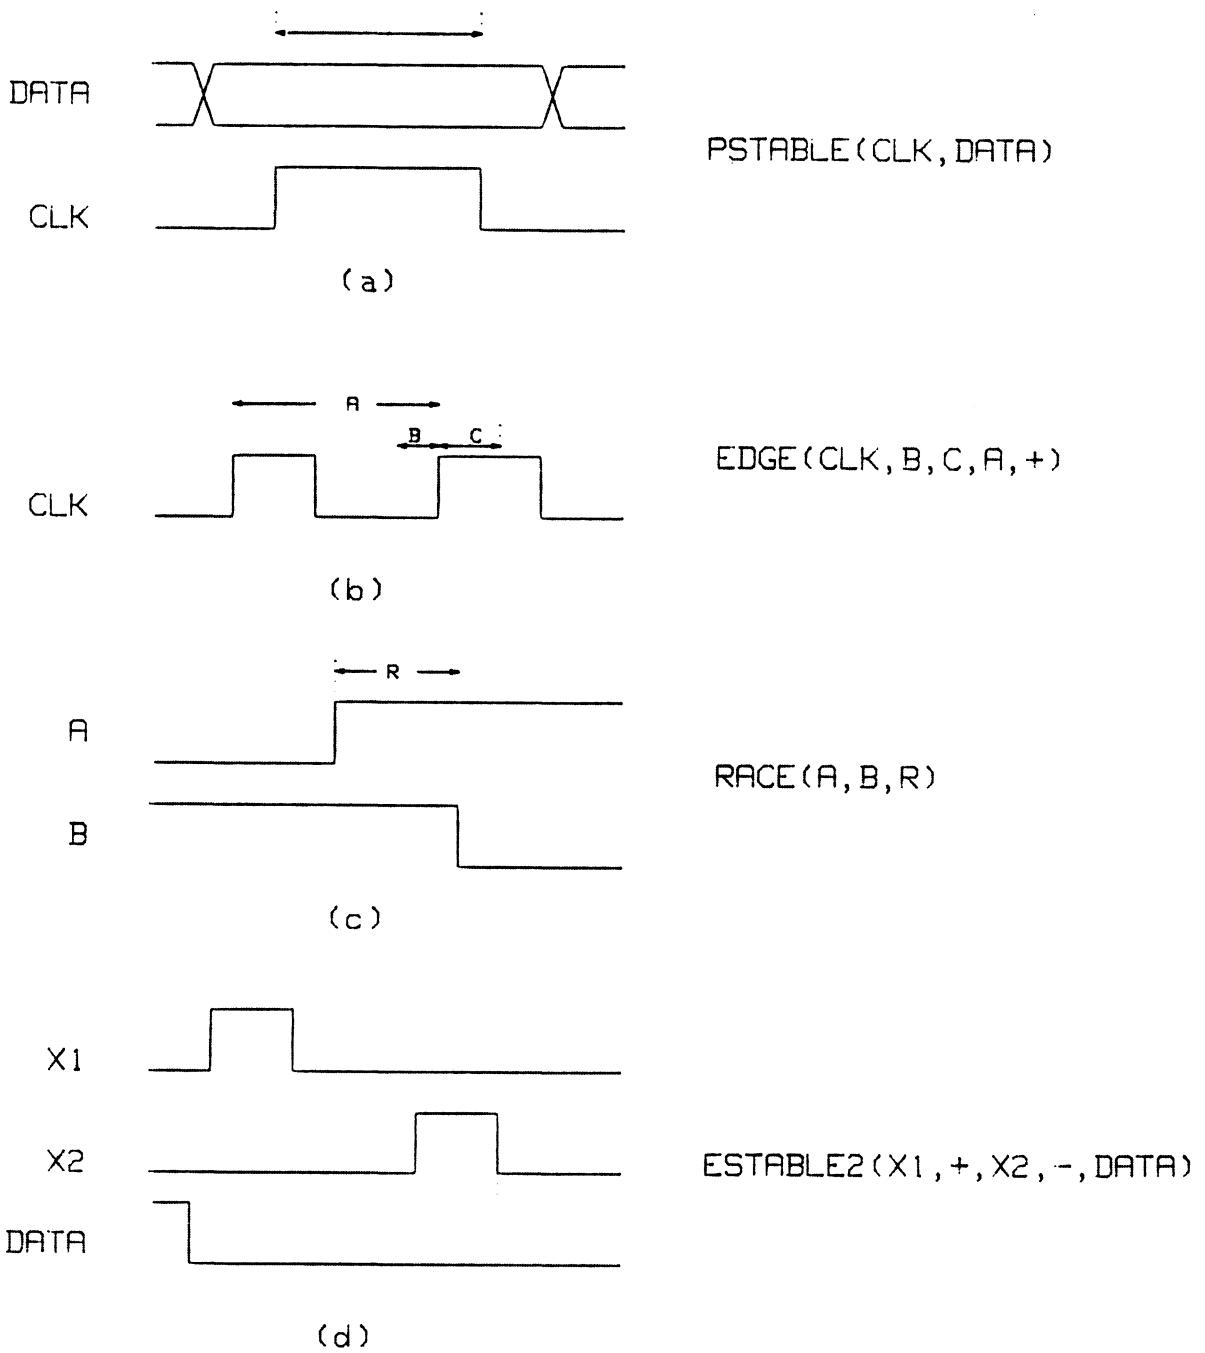 DATA
PSTABLE(CLK,DATA)
CLK
(a)
A
B C
EDGE(CLK,B,C,A,+)
CLK
(b)
R
A
RACE(A,B,R)
B
(c)
X1
X2
ESTABLE2(X1,+,X2,-,DATA)
DATA
(d)